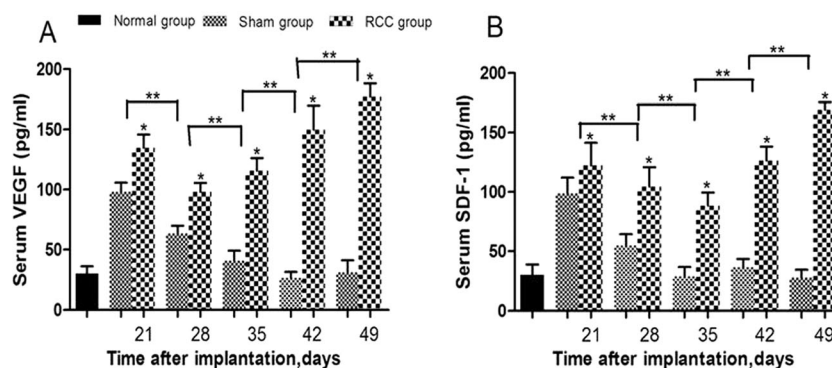 A
Normal group Sham group RCC group
B
Serum VEGF (pg/ml)
200
150
100
50
0
** ** ** **
* * * * *
21 28 35 42 49
Time after implantation,days
Serum SDF-1 (pg/ml)
200
150
100
50
0
** ** ** **
* * * * *
21 28 35 42 49
Time after implantation,days